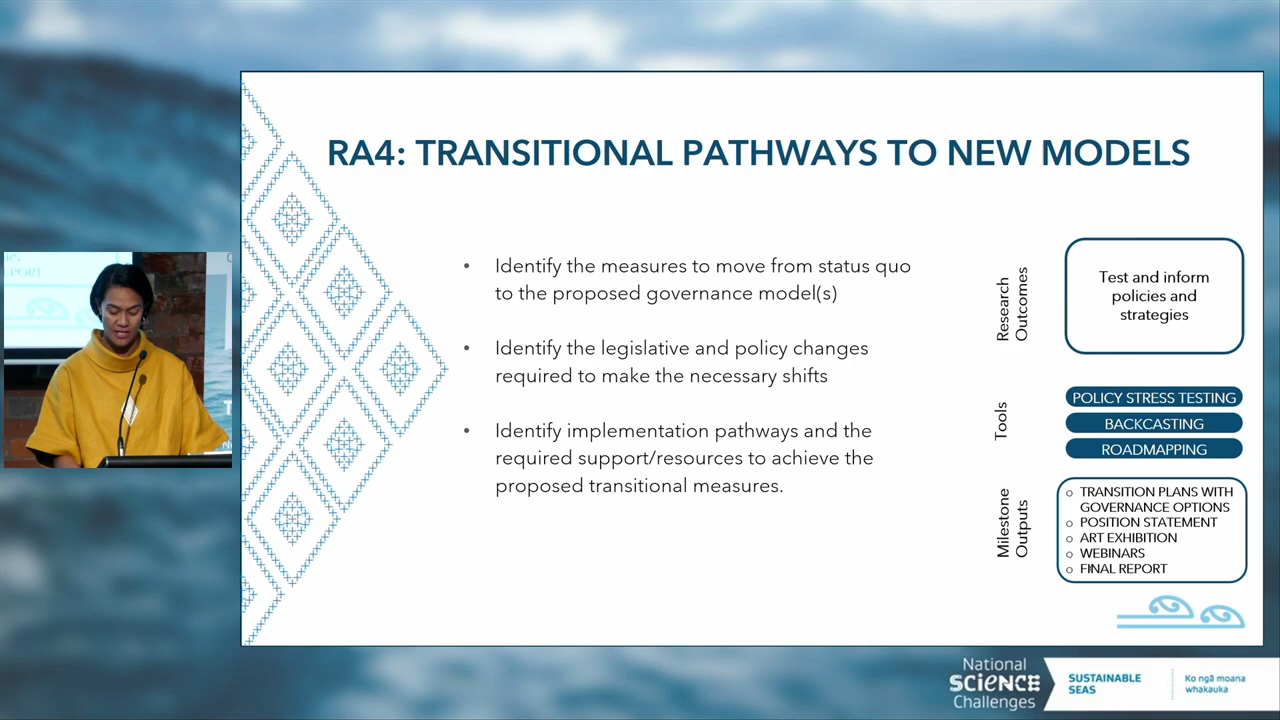 RA4: TRANSITIONAL PATHWAYS TO NEW MODELS
• Identify the measures to move from status quo
to the proposed governance model(s)
• Identify the legislative and policy changes
required to make the necessary shifts
• Identify implementation pathways and the
required support/resources to achieve the
proposed transitional measures.
Research
Outcomes
Test and inform
policies and
strategies
Tools
POLICY STRESS TESTING
BACKCASTING
ROADMAPPING
Milestone
Outputs
o TRANSITION PLANS WITH
GOVERNANCE OPTIONS
o POSITION STATEMENT
o ART EXHIBITION
o WEBINARS
o FINAL REPORT
PORT
National
SCIENCE
Challenges
SUSTAINABLE
SEAS
Ko ngā moana
whakauka